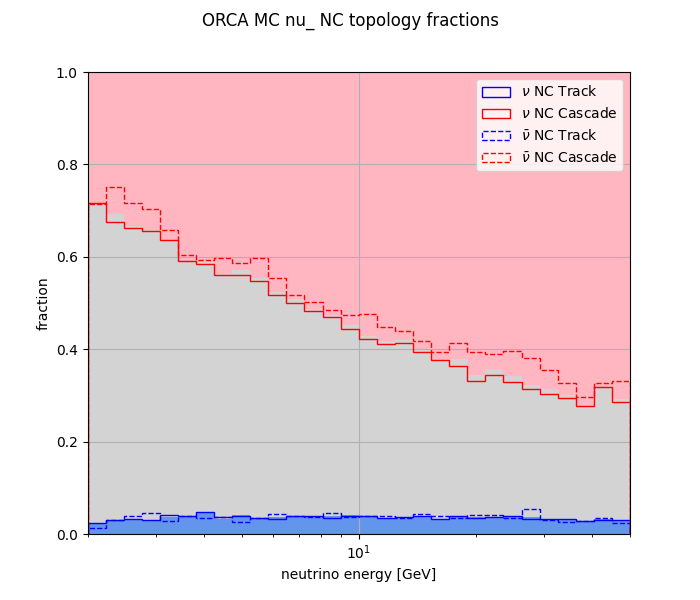 ORCA MC nu_ NC topology fractions
1.0
0.8
0.6
0.4
0.2
0.0
fraction
ν NC Track
ν NC Cascade
ν̄ NC Track
ν̄ NC Cascade
10¹
neutrino energy [GeV]